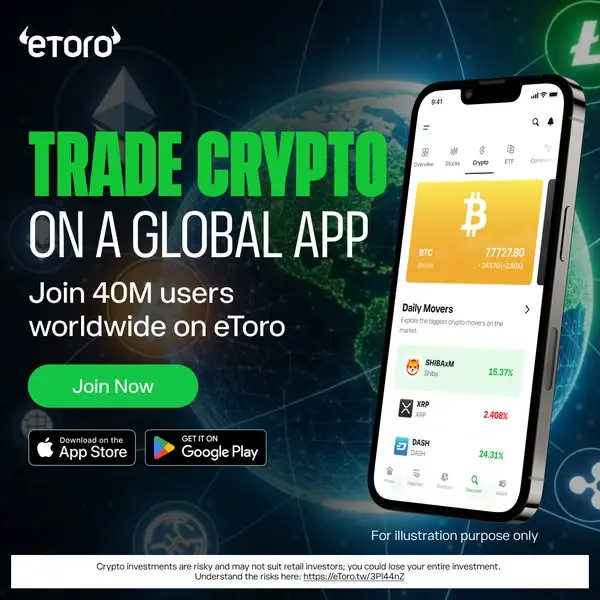 eToro
TRADE CRYPTO
ON A GLOBAL APP
Join 40M users
worldwide on eToro
Join Now
Download on the
App Store
GET IT ON
Google Play
9:41
Overview Stocks Crypto ETF
BTC 77727.80
Bitcoin
Daily Movers
Explore the biggest crypto movers on the
market.
SHIBAxM
Shiba
15.37%
XRP
XRP
2.408%
DASH
DASH
24.31%
Home Portfolio Discover
For illustration purpose only
Crypto investments are risky and may not suit retail investors; you could lose your entire investment.
Understand the risks here: https://eToro.tw/3PI44nZ